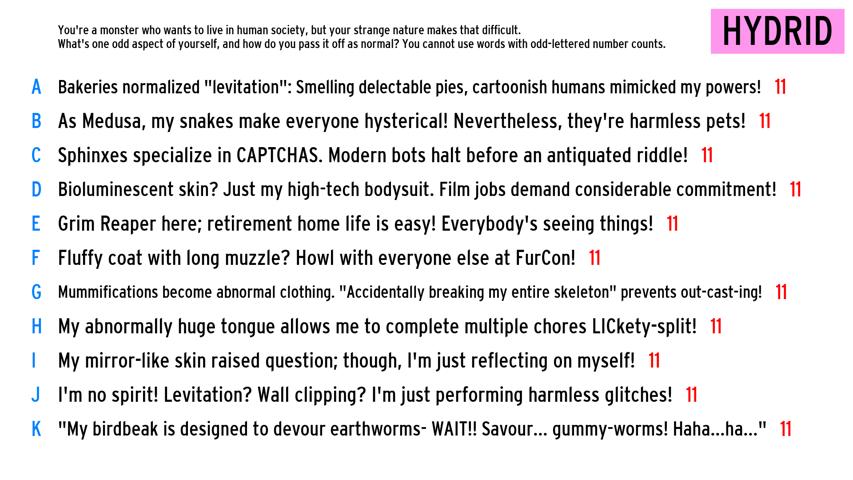 You're a monster who wants to live in human society, but your strange nature makes that difficult.
What's one odd aspect of yourself, and how do you pass it off as normal? You cannot use words with odd-lettered number counts.
HYDRID
A Bakeries normalized "levitation": Smelling delectable pies, cartoonish humans mimicked my powers! 11
B As Medusa, my snakes make everyone hysterical! Nevertheless, they're harmless pets! 11
C Sphinxes specialize in CAPTCHAS. Modern bots halt before an antiquated riddle! 11
D Bioluminescent skin? Just my high-tech bodysuit. Film jobs demand considerable commitment! 11
E Grim Reaper here; retirement home life is easy! Everybody's seeing things! 11
F Fluffy coat with long muzzle? Howl with everyone else at FurCon! 11
G Mummifications become abnormal clothing. "Accidentally breaking my entire skeleton" prevents out-cast-ing! 11
H My abnormally huge tongue allows me to complete multiple chores LICkety-split! 11
I My mirror-like skin raised question; though, I'm just reflecting on myself! 11
J I'm no spirit! Levitation? Wall clipping? I'm just performing harmless glitches! 11
K "My birdbeak is designed to devour earthworms- WAIT!! Savour... gummy-worms! Haha...ha..." 11